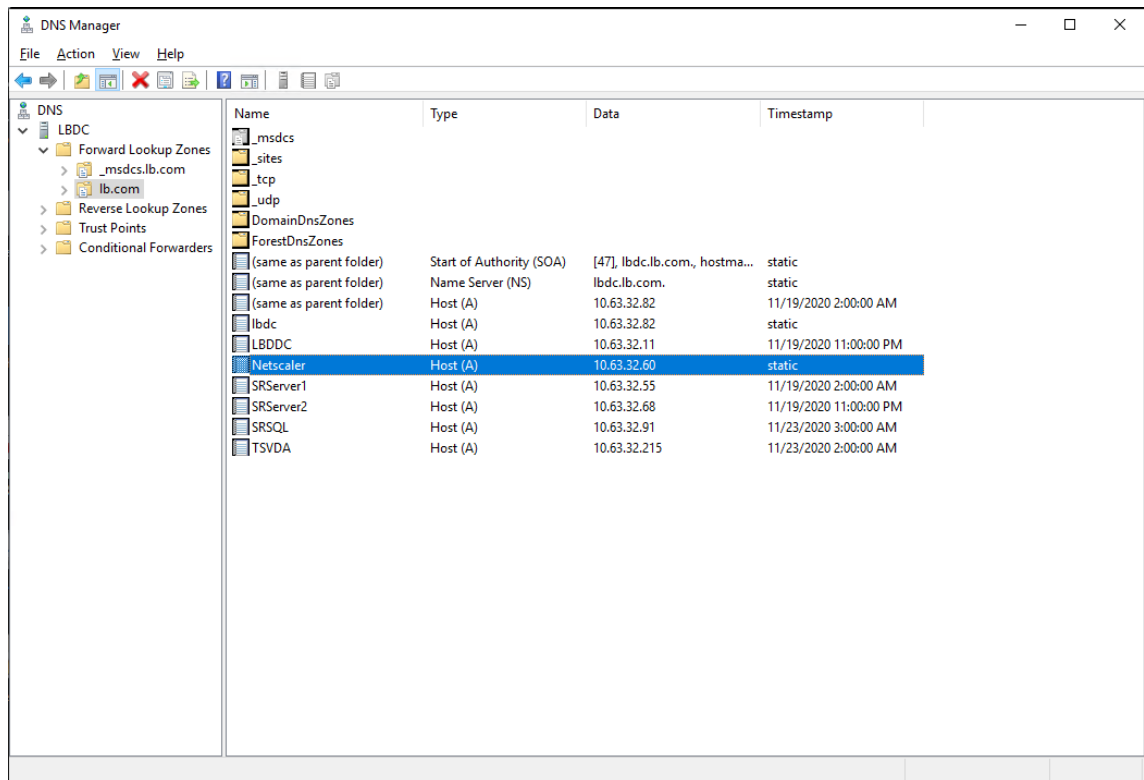 DNS Manager
File Action View Help
DNS
LBDC
Forward Lookup Zones
_msdcs.lb.com
lb.com
Reverse Lookup Zones
Trust Points
Conditional Forwarders
Name Type Data Timestamp
_msdcs
_sites
_tcp
_udp
DomainDnsZones
ForestDnsZones
(same as parent folder) Start of Authority (SOA) [47], lbdc.lb.com., hostma... static
(same as parent folder) Name Server (NS) lbdc.lb.com. static
(same as parent folder) Host (A) 10.63.32.82 11/19/2020 2:00:00 AM
lbdc Host (A) 10.63.32.82 static
LBDDC Host (A) 10.63.32.11 11/19/2020 11:00:00 PM
Netscaler Host (A) 10.63.32.60 static
SRServer1 Host (A) 10.63.32.55 11/19/2020 2:00:00 AM
SRServer2 Host (A) 10.63.32.68 11/19/2020 11:00:00 PM
SRSQL Host (A) 10.63.32.91 11/23/2020 3:00:00 AM
TSVDA Host (A) 10.63.32.215 11/23/2020 2:00:00 AM